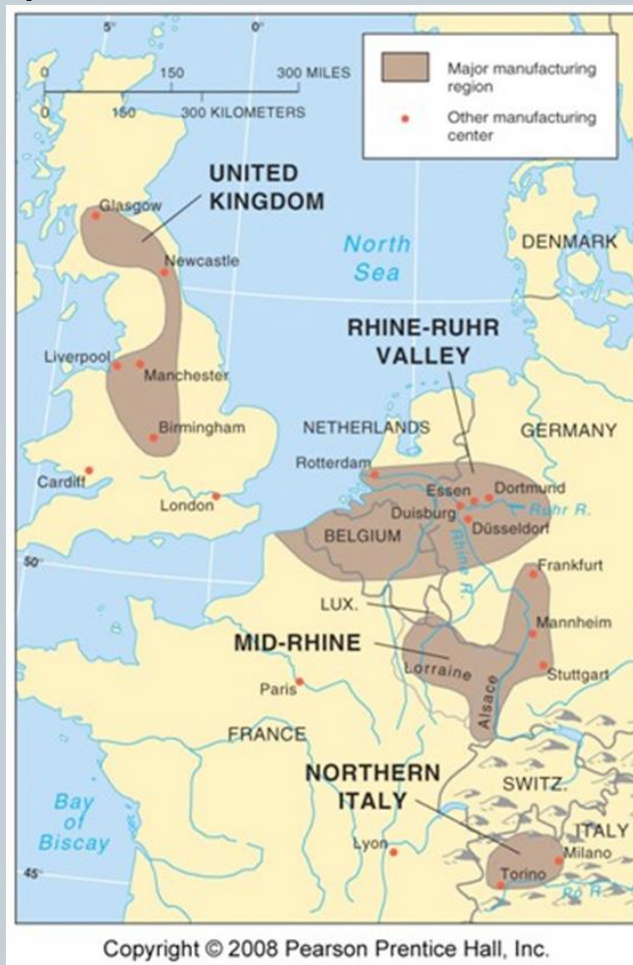 5°
0°
0
150
300 MILES
0
150
300 KILOMETERS
Major manufacturing
region
Other manufacturing
center
UNITED
KINGDOM
Glasgow
Newcastle
North
Sea
DENMARK
RHINE-RUHR
VALLEY
Liverpool
Manchester
Birmingham
NETHERLANDS
GERMANY
Rotterdam
Cardiff
London
Essen
Dortmund
Duisburg
Ruhr R.
Düsseldorf
BELGIUM
Rhine R.
50°
Frankfurt
LUX.
Mannheim
MID-RHINE
Lorraine
Stuttgart
Alsace
Paris
FRANCE
NORTHERN
ITALY
SWITZ.
Bay
of
Biscay
ITALY
Lyon
Milano
Torino
Po R.
45°
Copyright © 2008 Pearson Prentice Hall, Inc.